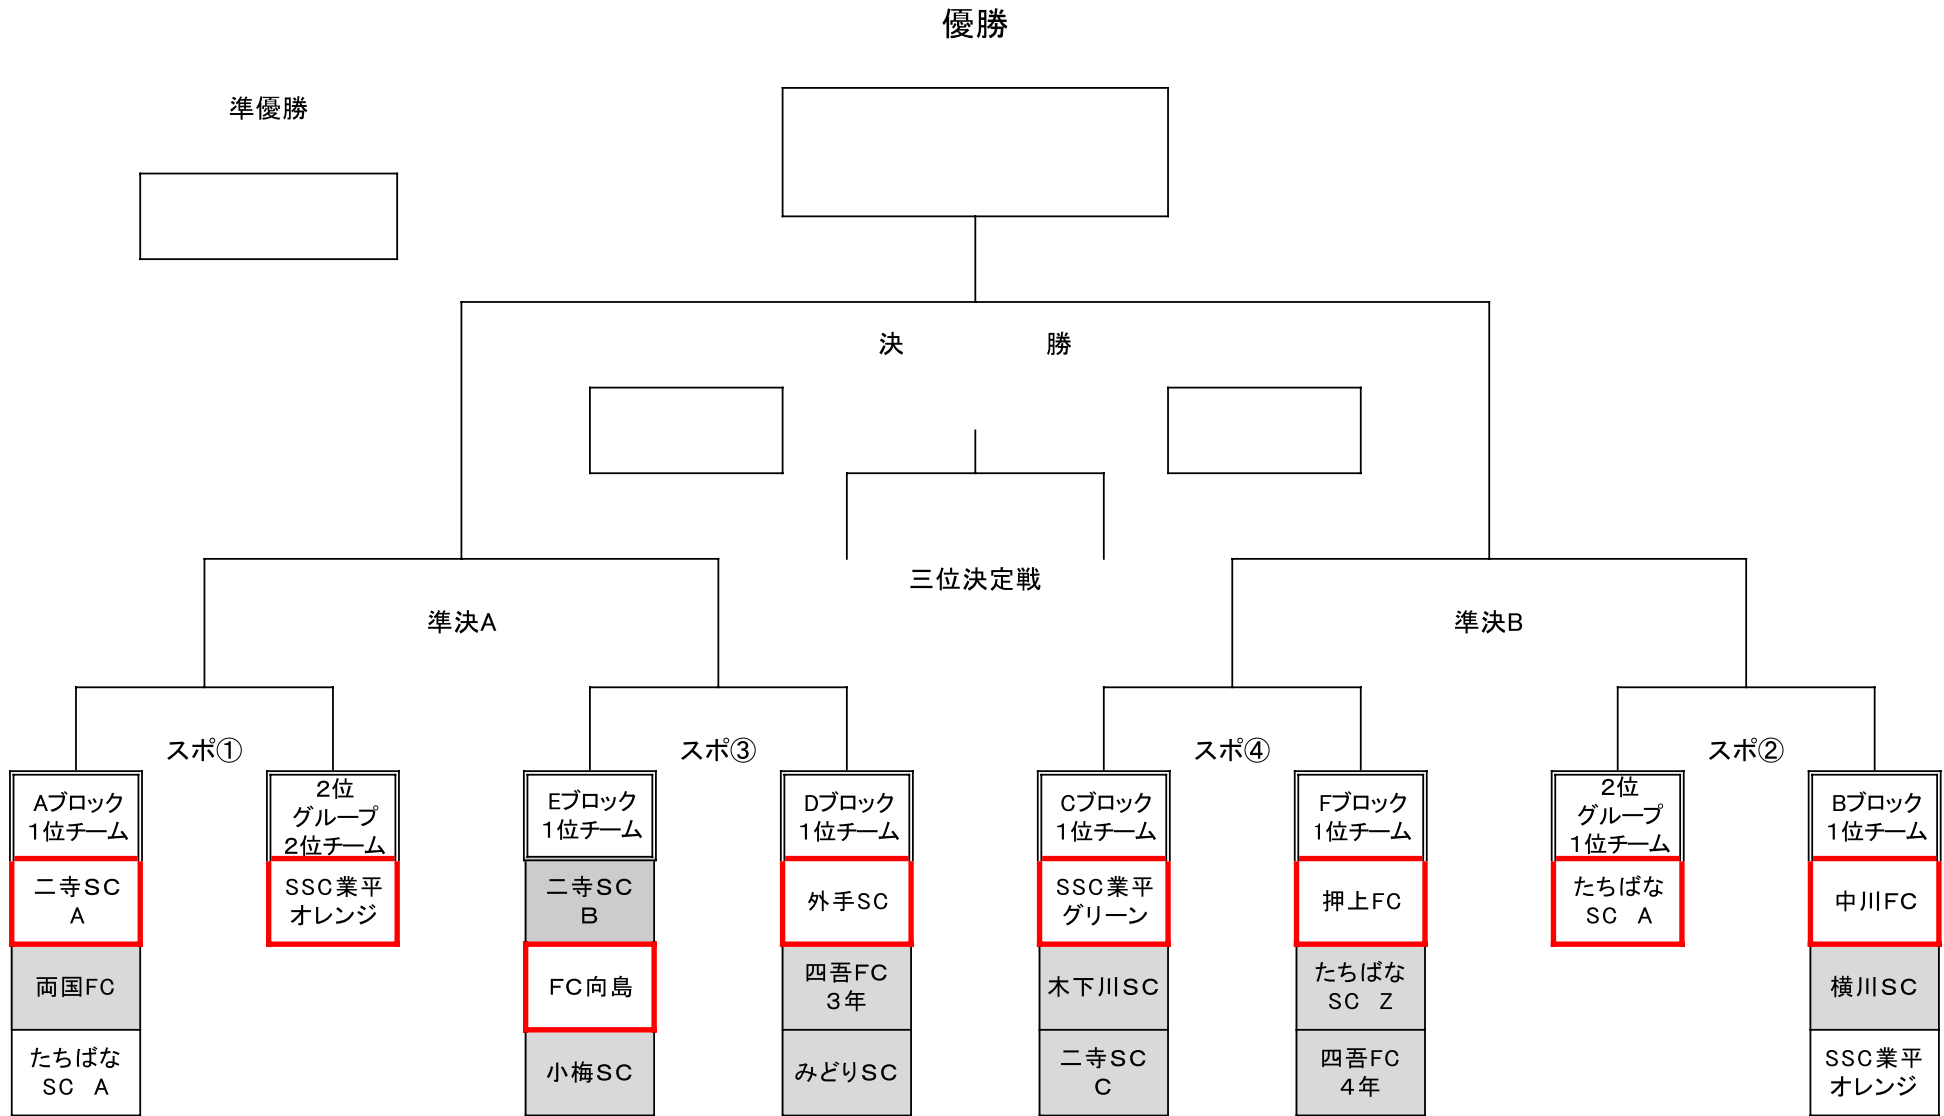 優勝
準優勝
決　勝
三位決定戦
準決A
準決B
スポ①
スポ③
スポ④
スポ②
Aブロック
1位チーム
2位
グループ
2位チーム
Eブロック
1位チーム
Dブロック
1位チーム
Cブロック
1位チーム
Fブロック
1位チーム
2位
グループ
1位チーム
Bブロック
1位チーム
二寺SC
A
SSC業平
オレンジ
二寺SC
B
外手SC
SSC業平
グリーン
押上FC
たちばな
SC A
中川FC
両国FC
FC向島
四吾FC
3年
木下川SC
たちばな
SC Z
横川SC
たちばな
SC A
小梅SC
みどりSC
二寺SC
C
四吾FC
4年
SSC業平
オレンジ